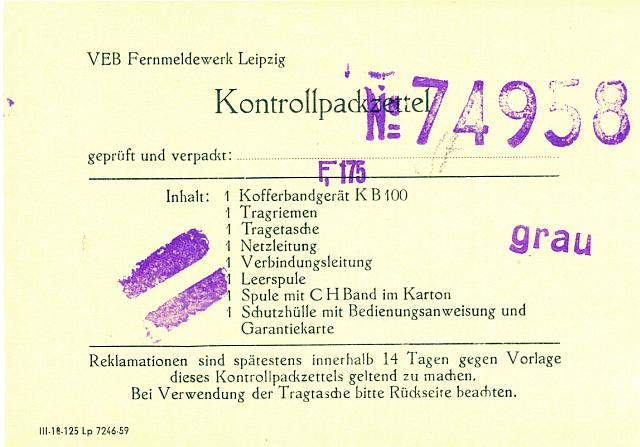 VEB Fernmeldewerk Leipzig
Kontrollpackzettel
№ 74958
geprüft und verpackt:
F, 175
Inhalt: 1 Kofferbandgerät KB100
1 Tragriemen
1 Tragetasche
1 Netzleitung
1 Verbindungsleitung
1 Leerspule
1 Spule mit CHBand im Karton
1 Schutzhülle mit Bedienungsanweisung und
Garantiekarte
grau
Reklamationen sind spätestens innerhalb 14 Tagen gegen Vorlage
dieses Kontrollpackzettels geltend zu machen.
Bei Verwendung der Tragtasche bitte Rückseite beachten.
III-18-125 Lp 7246-59